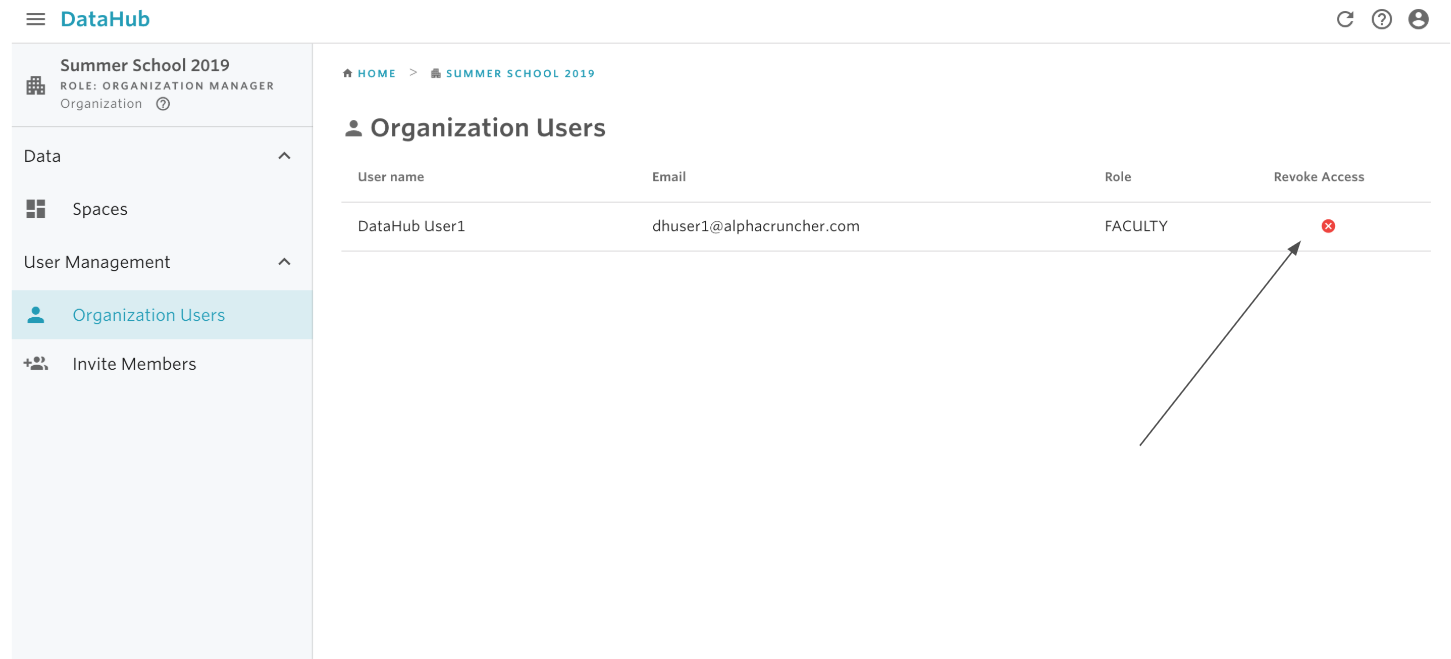 DataHub
Summer School 2019
ROLE: ORGANIZATION MANAGER
Organization
Data
Spaces
User Management
Organization Users
Invite Members
HOME > SUMMER SCHOOL 2019
Organization Users
User name Email Role Revoke Access
DataHub User1 dhuser1@alphacruncher.com FACULTY